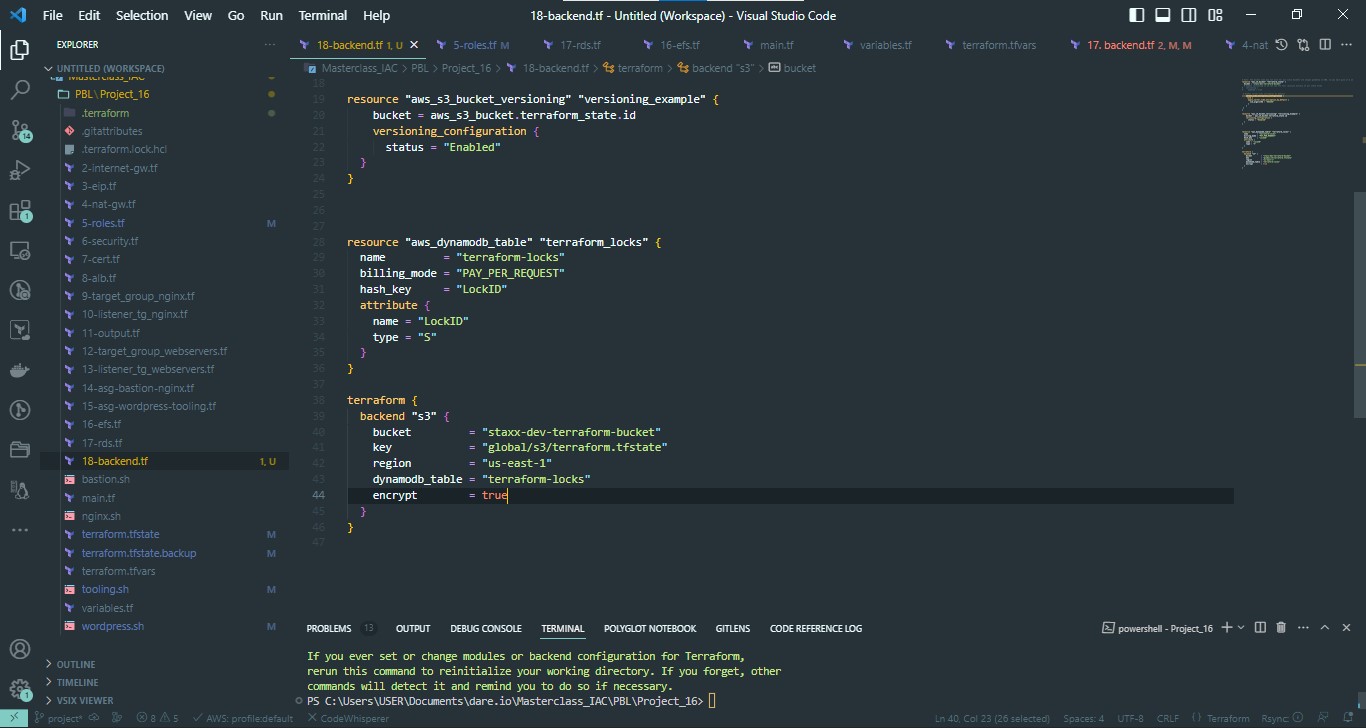 File Edit Selection View Go Run Terminal Help
18-backend.tf - Untitled (Workspace) - Visual Studio Code
EXPLORER
18-backend.tf 1, U
5-roles.tf M
17-rds.tf
16-efs.tf
main.tf
variables.tf
terraform.tfvars
17. backend.tf 2, M, M
4-nat
UNTITLED (WORKSPACE)
Masterclass_IAC
PBL\Project_16
.terraform
.gitattributes
.terraform.lock.hcl
2-internet-gw.tf
3-eip.tf
4-nat-gw.tf
5-roles.tf M
6-security.tf
7-cert.tf
8-alb.tf
9-target_group_nginx.tf
10-listener_tg_nginx.tf
11-output.tf
12-target_group_webservers.tf
13-listener_tg_webservers.tf
14-asg-bastion-nginx.tf
15-asg-wordpress-tooling.tf
16-efs.tf
17-rds.tf
18-backend.tf 1, U
bastion.sh
main.tf
nginx.sh
terraform.tfstate M
terraform.tfstate.backup M
terraform.tfvars
tooling.sh M
variables.tf
wordpress.sh M
OUTLINE
TIMELINE
VSIX VIEWER
14
1
1
Masterclass_IAC > PBL > Project_16 > 18-backend.tf > terraform > backend "s3" > bucket
18
19 resource "aws_s3_bucket_versioning" "versioning_example" {
20 bucket = aws_s3_bucket.terraform_state.id
21 versioning_configuration {
22 status = "Enabled"
23 }
24 }
25
26
27
28 resource "aws_dynamodb_table" "terraform_locks" {
29 name = "terraform-locks"
30 billing_mode = "PAY_PER_REQUEST"
31 hash_key = "LockID"
32 attribute {
33 name = "LockID"
34 type = "S"
35 }
36 }
37
38 terraform {
39 backend "s3" {
40 bucket = "staxx-dev-terraform-bucket"
41 key = "global/s3/terraform.tfstate"
42 region = "us-east-1"
43 dynamodb_table = "terraform-locks"
44 encrypt = true
45 }
46 }
47
PROBLEMS 13 OUTPUT DEBUG CONSOLE TERMINAL POLYGLOT NOTEBOOK GITLENS CODE REFERENCE LOG
powershell - Project_16
If you ever set or change modules or backend configuration for Terraform,
rerun this command to reinitialize your working directory. If you forget, other
commands will detect it and remind you to do so if necessary.
PS C:\Users\USER\Documents\dare.io\Masterclass_IAC\PBL\Project_16>
project* 8 5 AWS: profile:default CodeWhisperer
Ln 40, Col 23 (26 selected) Spaces: 4 UTF-8 CRLF Terraform Rsync: